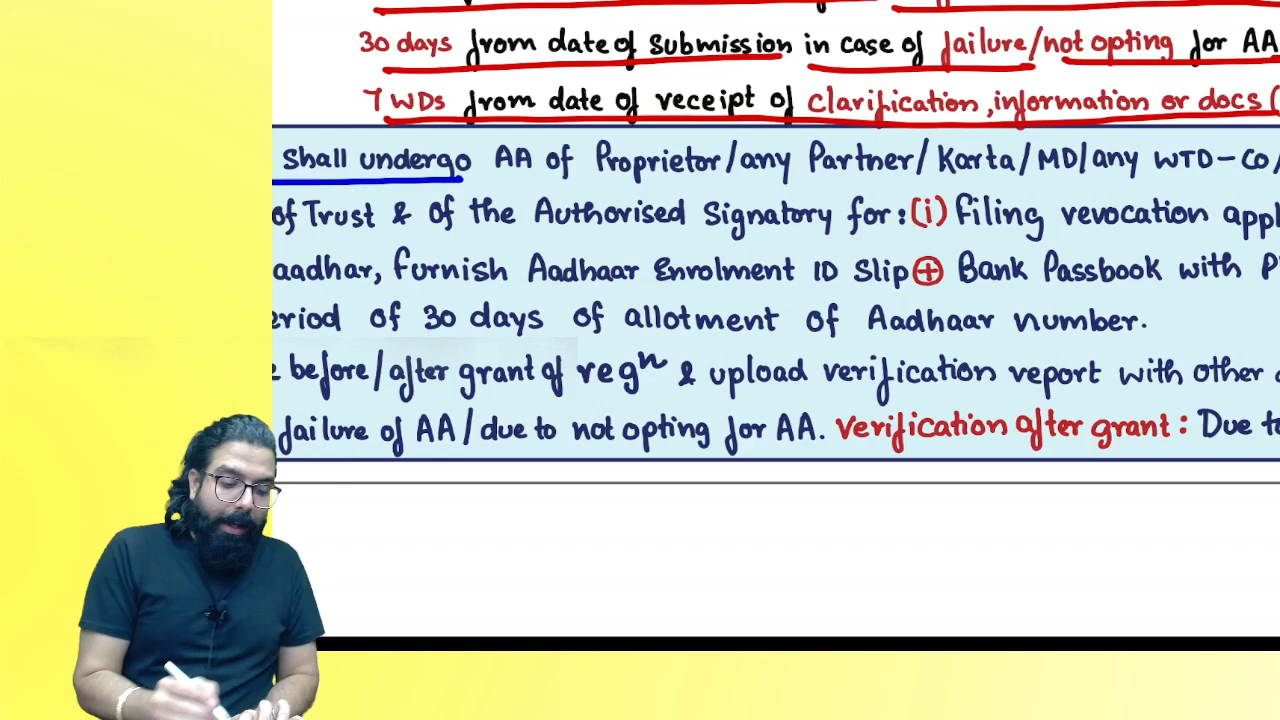 30 days from date of submission in case of failure/not opting for AA
7 WDs from date of receipt of clarification, information or docs (
shall undergo AA of Proprietor/any Partner/Karta/MD/any WTD-CO/
of Trust & of the Authorised Signatory for: (i) Filing revocation appl
aadhar, furnish Aadhaar Enrolment ID Slip ⊕ Bank Passbook with P
eriod of 30 days of allotment of Aadhaar number.
e before/after grant of regn & upload verification report with other
failure of AA/due to not opting for AA. Verification after grant: Due to